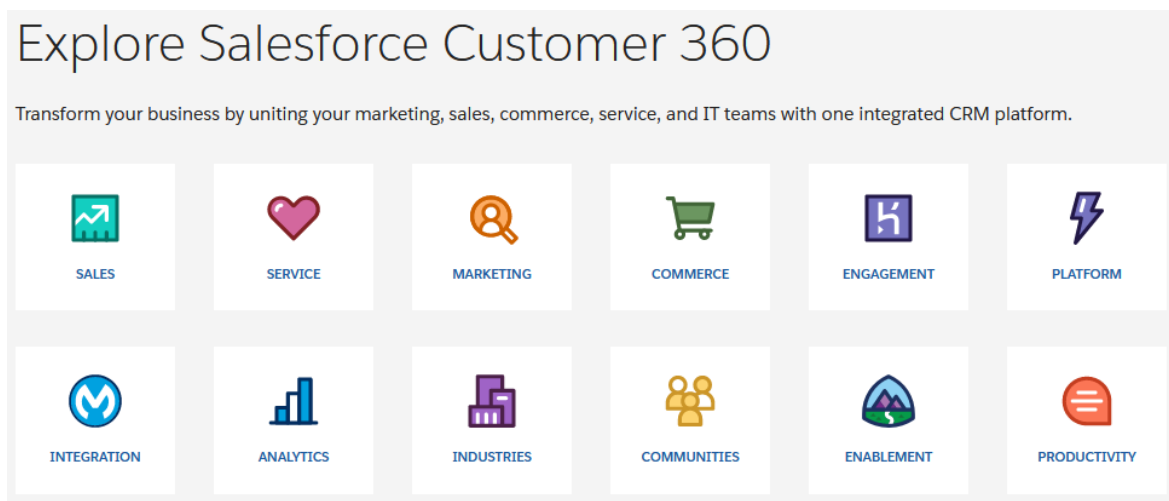 Explore Salesforce Customer 360
Transform your business by uniting your marketing, sales, commerce, service, and IT teams with one integrated CRM platform.
SALES
SERVICE
MARKETING
COMMERCE
ENGAGEMENT
PLATFORM
INTEGRATION
ANALYTICS
INDUSTRIES
COMMUNITIES
ENABLEMENT
PRODUCTIVITY